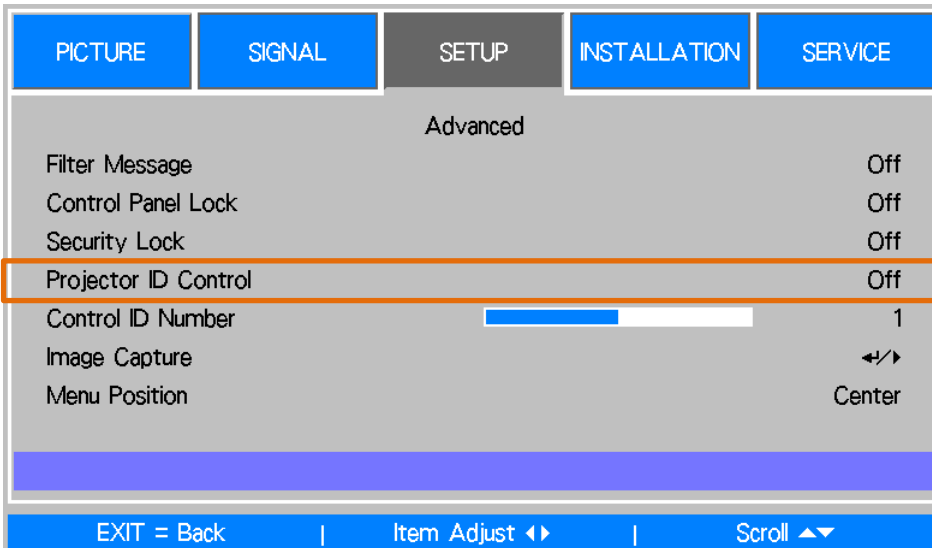 PICTURE SIGNAL SETUP INSTALLATION SERVICE
Advanced
Filter Message Off
Control Panel Lock Off
Security Lock Off
Projector ID Control Off
Control ID Number 1
Image Capture ↵/▶
Menu Position Center
EXIT = Back | Item Adjust ◀▶ | Scroll ▲▼